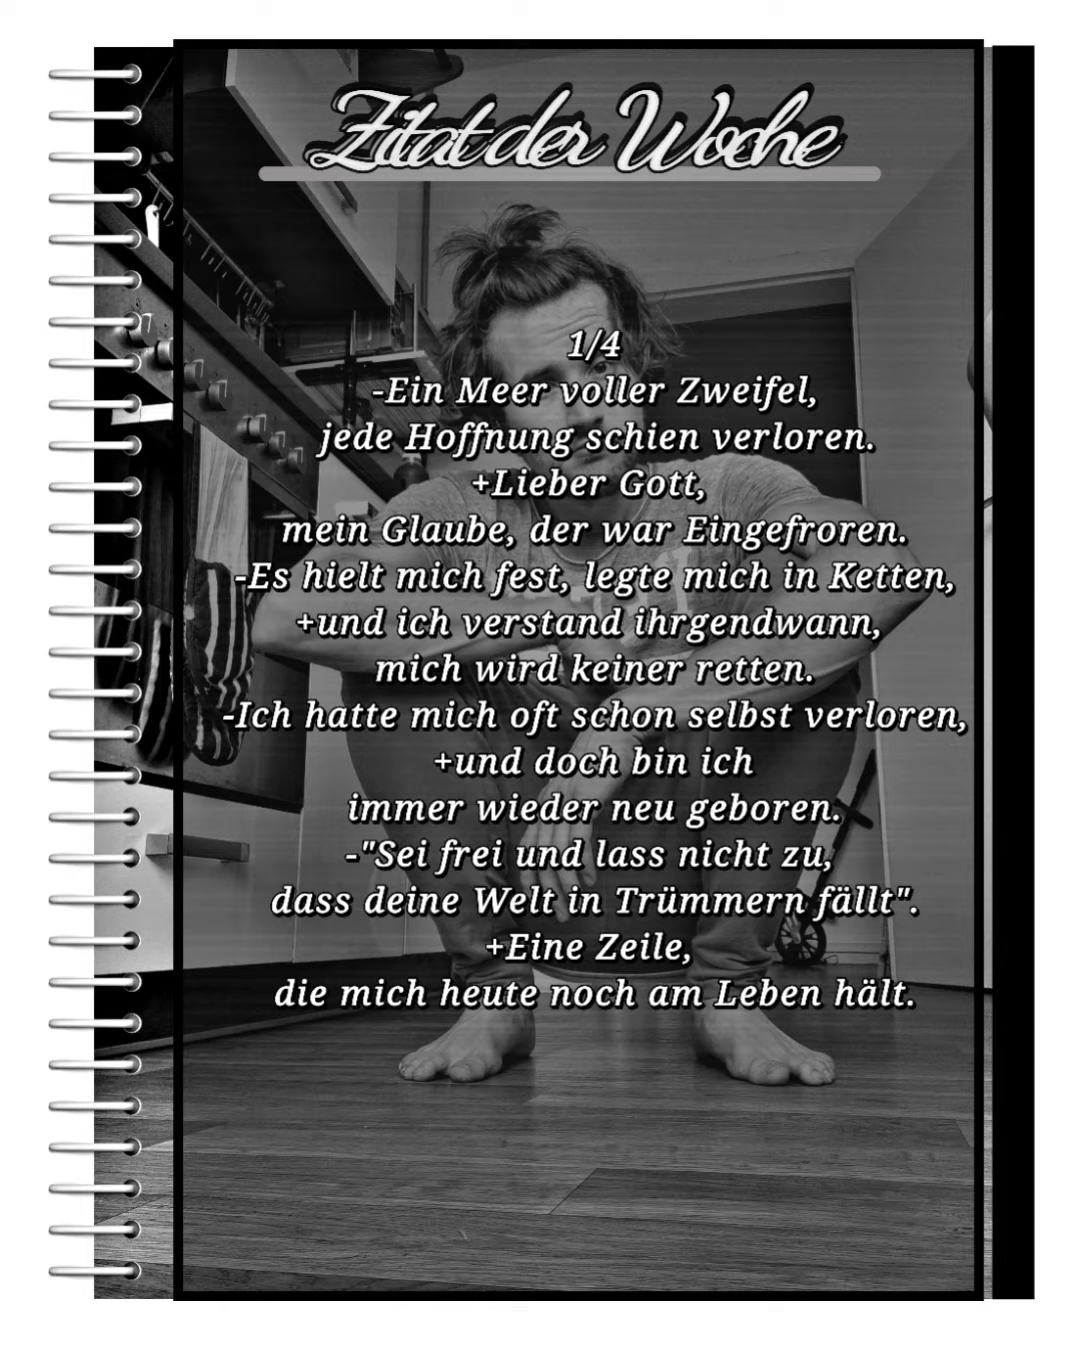 Zitat der Woche
1/4
-Ein Meer voller Zweifel,
jede Hoffnung schien verloren.
+Lieber Gott,
mein Glaube, der war Eingefroren.
-Es hielt mich fest, legte mich in Ketten,
+und ich verstand ihrgendwann,
mich wird keiner retten.
-Ich hatte mich oft schon selbst verloren,
+und doch bin ich
immer wieder neu geboren.
-"Sei frei und lass nicht zu,
dass deine Welt in Trümmern fällt".
+Eine Zeile,
die mich heute noch am Leben hält.